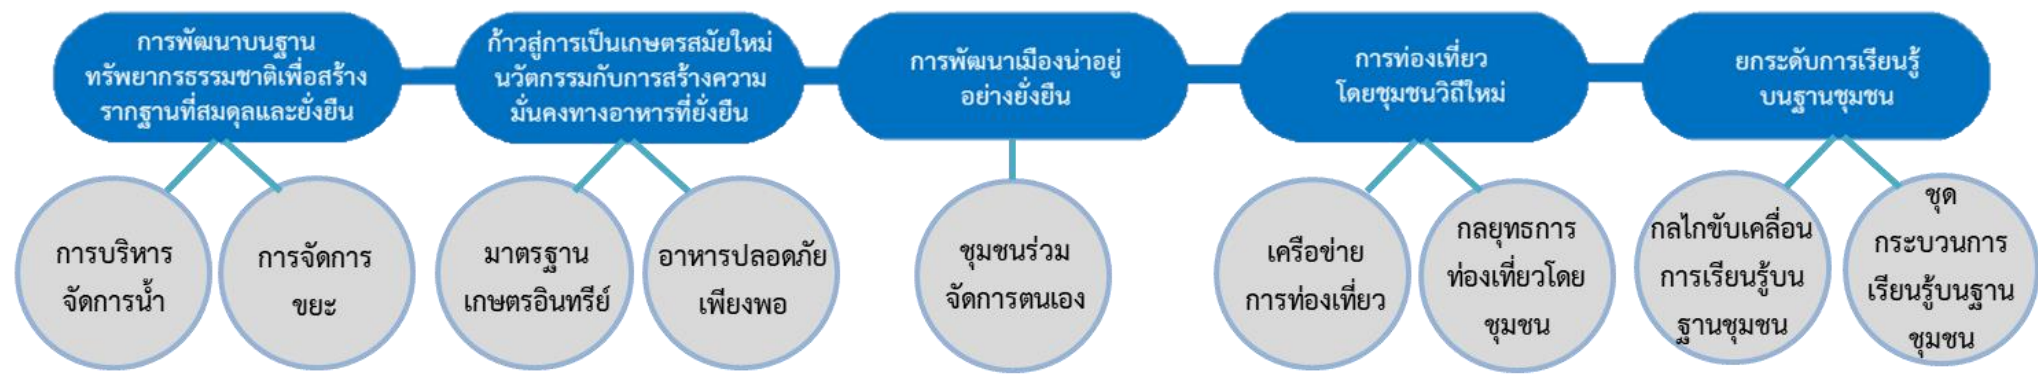 การพัฒนาบนฐาน
ทรัพยากรธรรมชาติเพื่อสร้าง
รากฐานที่สมดุลและยั่งยืน
ก้าวสู่การเป็นเกษตรสมัยใหม่
นวัตกรรมกับการสร้างความ
มั่นคงทางอาหารที่ยั่งยืน
การพัฒนาเมืองน่าอยู่
อย่างยั่งยืน
การท่องเที่ยว
โดยชุมชนวิถีใหม่
ยกระดับการเรียนรู้
บนฐานชุมชน
การบริหาร
จัดการน้ำ
การจัดการ
ขยะ
มาตรฐาน
เกษตรอินทรีย์
อาหารปลอดภัย
เพียงพอ
ชุมชนร่วม
จัดการตนเอง
เครือข่าย
การท่องเที่ยว
กลยุทธการ
ท่องเที่ยวโดย
ชุมชน
กลไกขับเคลื่อน
การเรียนรู้บน
ฐานชุมชน
ชุด
กระบวนการ
เรียนรู้บนฐาน
ชุมชน